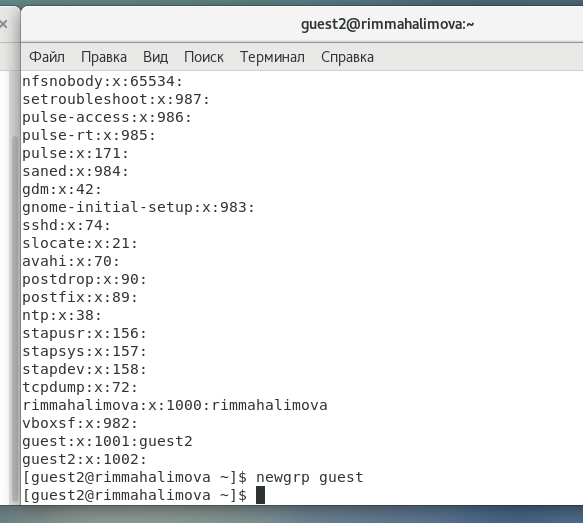 guest2@rimmahalimova:~
Файл Правка Вид Поиск Терминал Справка
nfsnobody:x:65534:
setroubleshoot:x:987:
pulse-access:x:986:
pulse-rt:x:985:
pulse:x:171:
saned:x:984:
gdm:x:42:
gnome-initial-setup:x:983:
sshd:x:74:
slocate:x:21:
avahi:x:70:
postdrop:x:90:
postfix:x:89:
ntp:x:38:
stapusr:x:156:
stapsys:x:157:
stapdev:x:158:
tcpdump:x:72:
rimmahalimova:x:1000:rimmahalimova
vboxsf:x:982:
guest:x:1001:guest2
guest2:x:1002:
[guest2@rimmahalimova ~]$ newgrp guest
[guest2@rimmahalimova ~]$